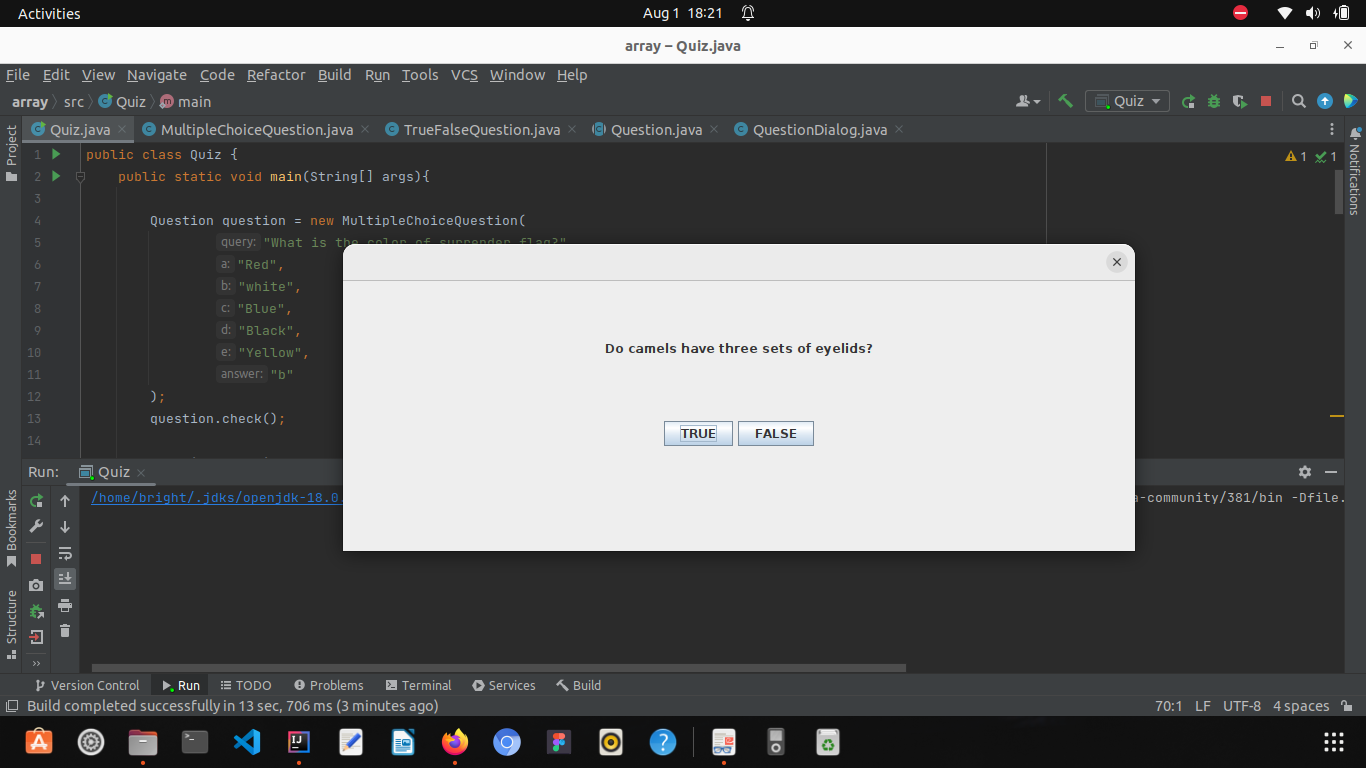 Activities
Aug 1 18:21
array – Quiz.java
File Edit View Navigate Code Refactor Build Run Tools VCS Window Help
array src Quiz main
Quiz
Quiz.java MultipleChoiceQuestion.java TrueFalseQuestion.java Question.java QuestionDialog.java
Project
Notifications
1 public class Quiz {
1 1
2 public static void main(String[] args){
3
4 Question question = new MultipleChoiceQuestion(
5 query: "What is the color of surrender flag?"
6 a: "Red",
7 b: "white",
8 c: "Blue",
9 d: "Black",
10 e: "Yellow",
11 answer: "b"
12 );
13 question.check();
14
Do camels have three sets of eyelids?
TRUE FALSE
Run: Quiz
/home/bright/.jdks/openjdk-18.0.
a-community/381/bin -Dfile.
Bookmarks
Structure
Version Control Run TODO Problems Terminal Services Build
Build completed successfully in 13 sec, 706 ms (3 minutes ago)
70:1 LF UTF-8 4 spaces